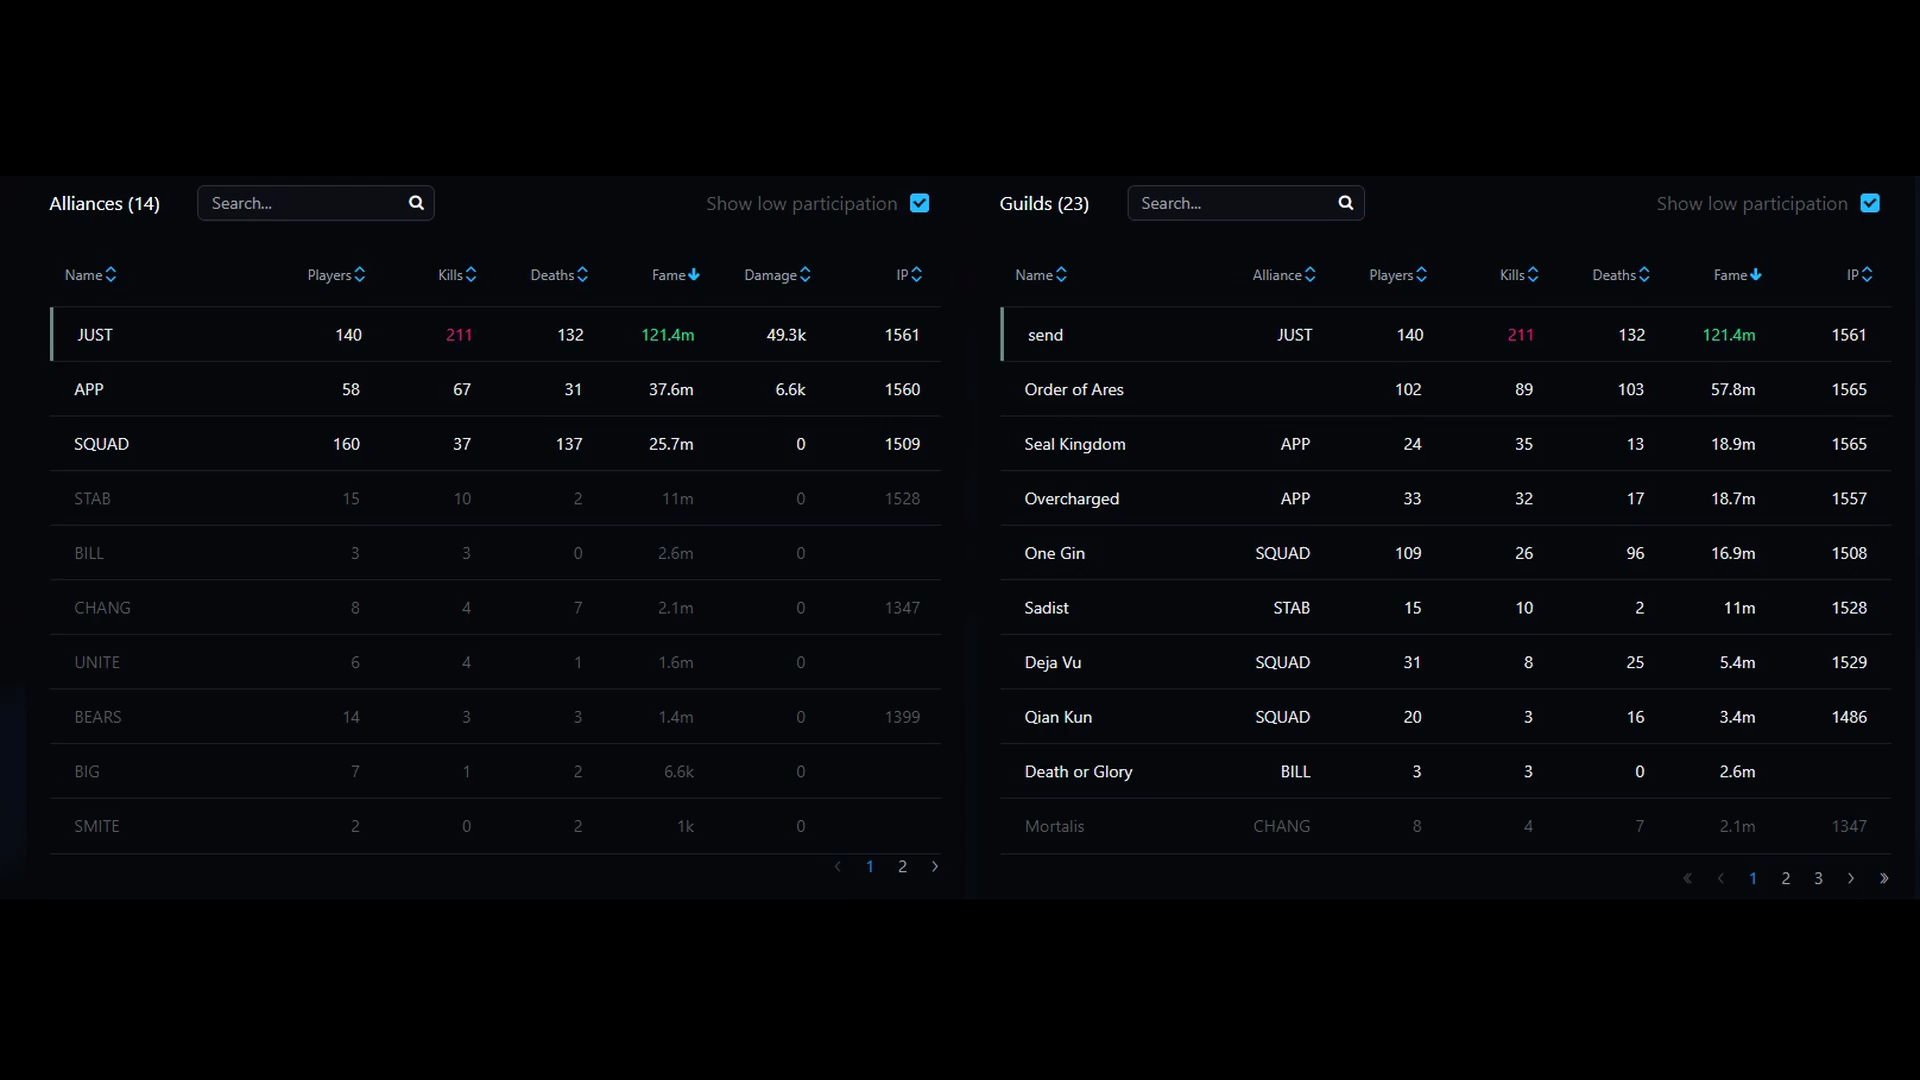 Alliances (14) Search... Show low participation
Name Players Kills Deaths Fame Damage IP
JUST 140 211 132 121.4m 49.3k 1561
APP 58 67 31 37.6m 6.6k 1560
SQUAD 160 37 137 25.7m 0 1509
STAB 15 10 2 11m 0 1528
BILL 3 3 0 2.6m 0
CHANG 8 4 7 2.1m 0 1347
UNITE 6 4 1 1.6m 0
BEARS 14 3 3 1.4m 0 1399
BIG 7 1 2 6.6k 0
SMITE 2 0 2 1k 0
‹ 1 2 ›
Guilds (23) Search... Show low participation
Name Alliance Players Kills Deaths Fame IP
send JUST 140 211 132 121.4m 1561
Order of Ares 102 89 103 57.8m 1565
Seal Kingdom APP 24 35 13 18.9m 1565
Overcharged APP 33 32 17 18.7m 1557
One Gin SQUAD 109 26 96 16.9m 1508
Sadist STAB 15 10 2 11m 1528
Deja Vu SQUAD 31 8 25 5.4m 1529
Qian Kun SQUAD 20 3 16 3.4m 1486
Death or Glory BILL 3 3 0 2.6m
Mortalis CHANG 8 4 7 2.1m 1347
« ‹ 1 2 3 › »